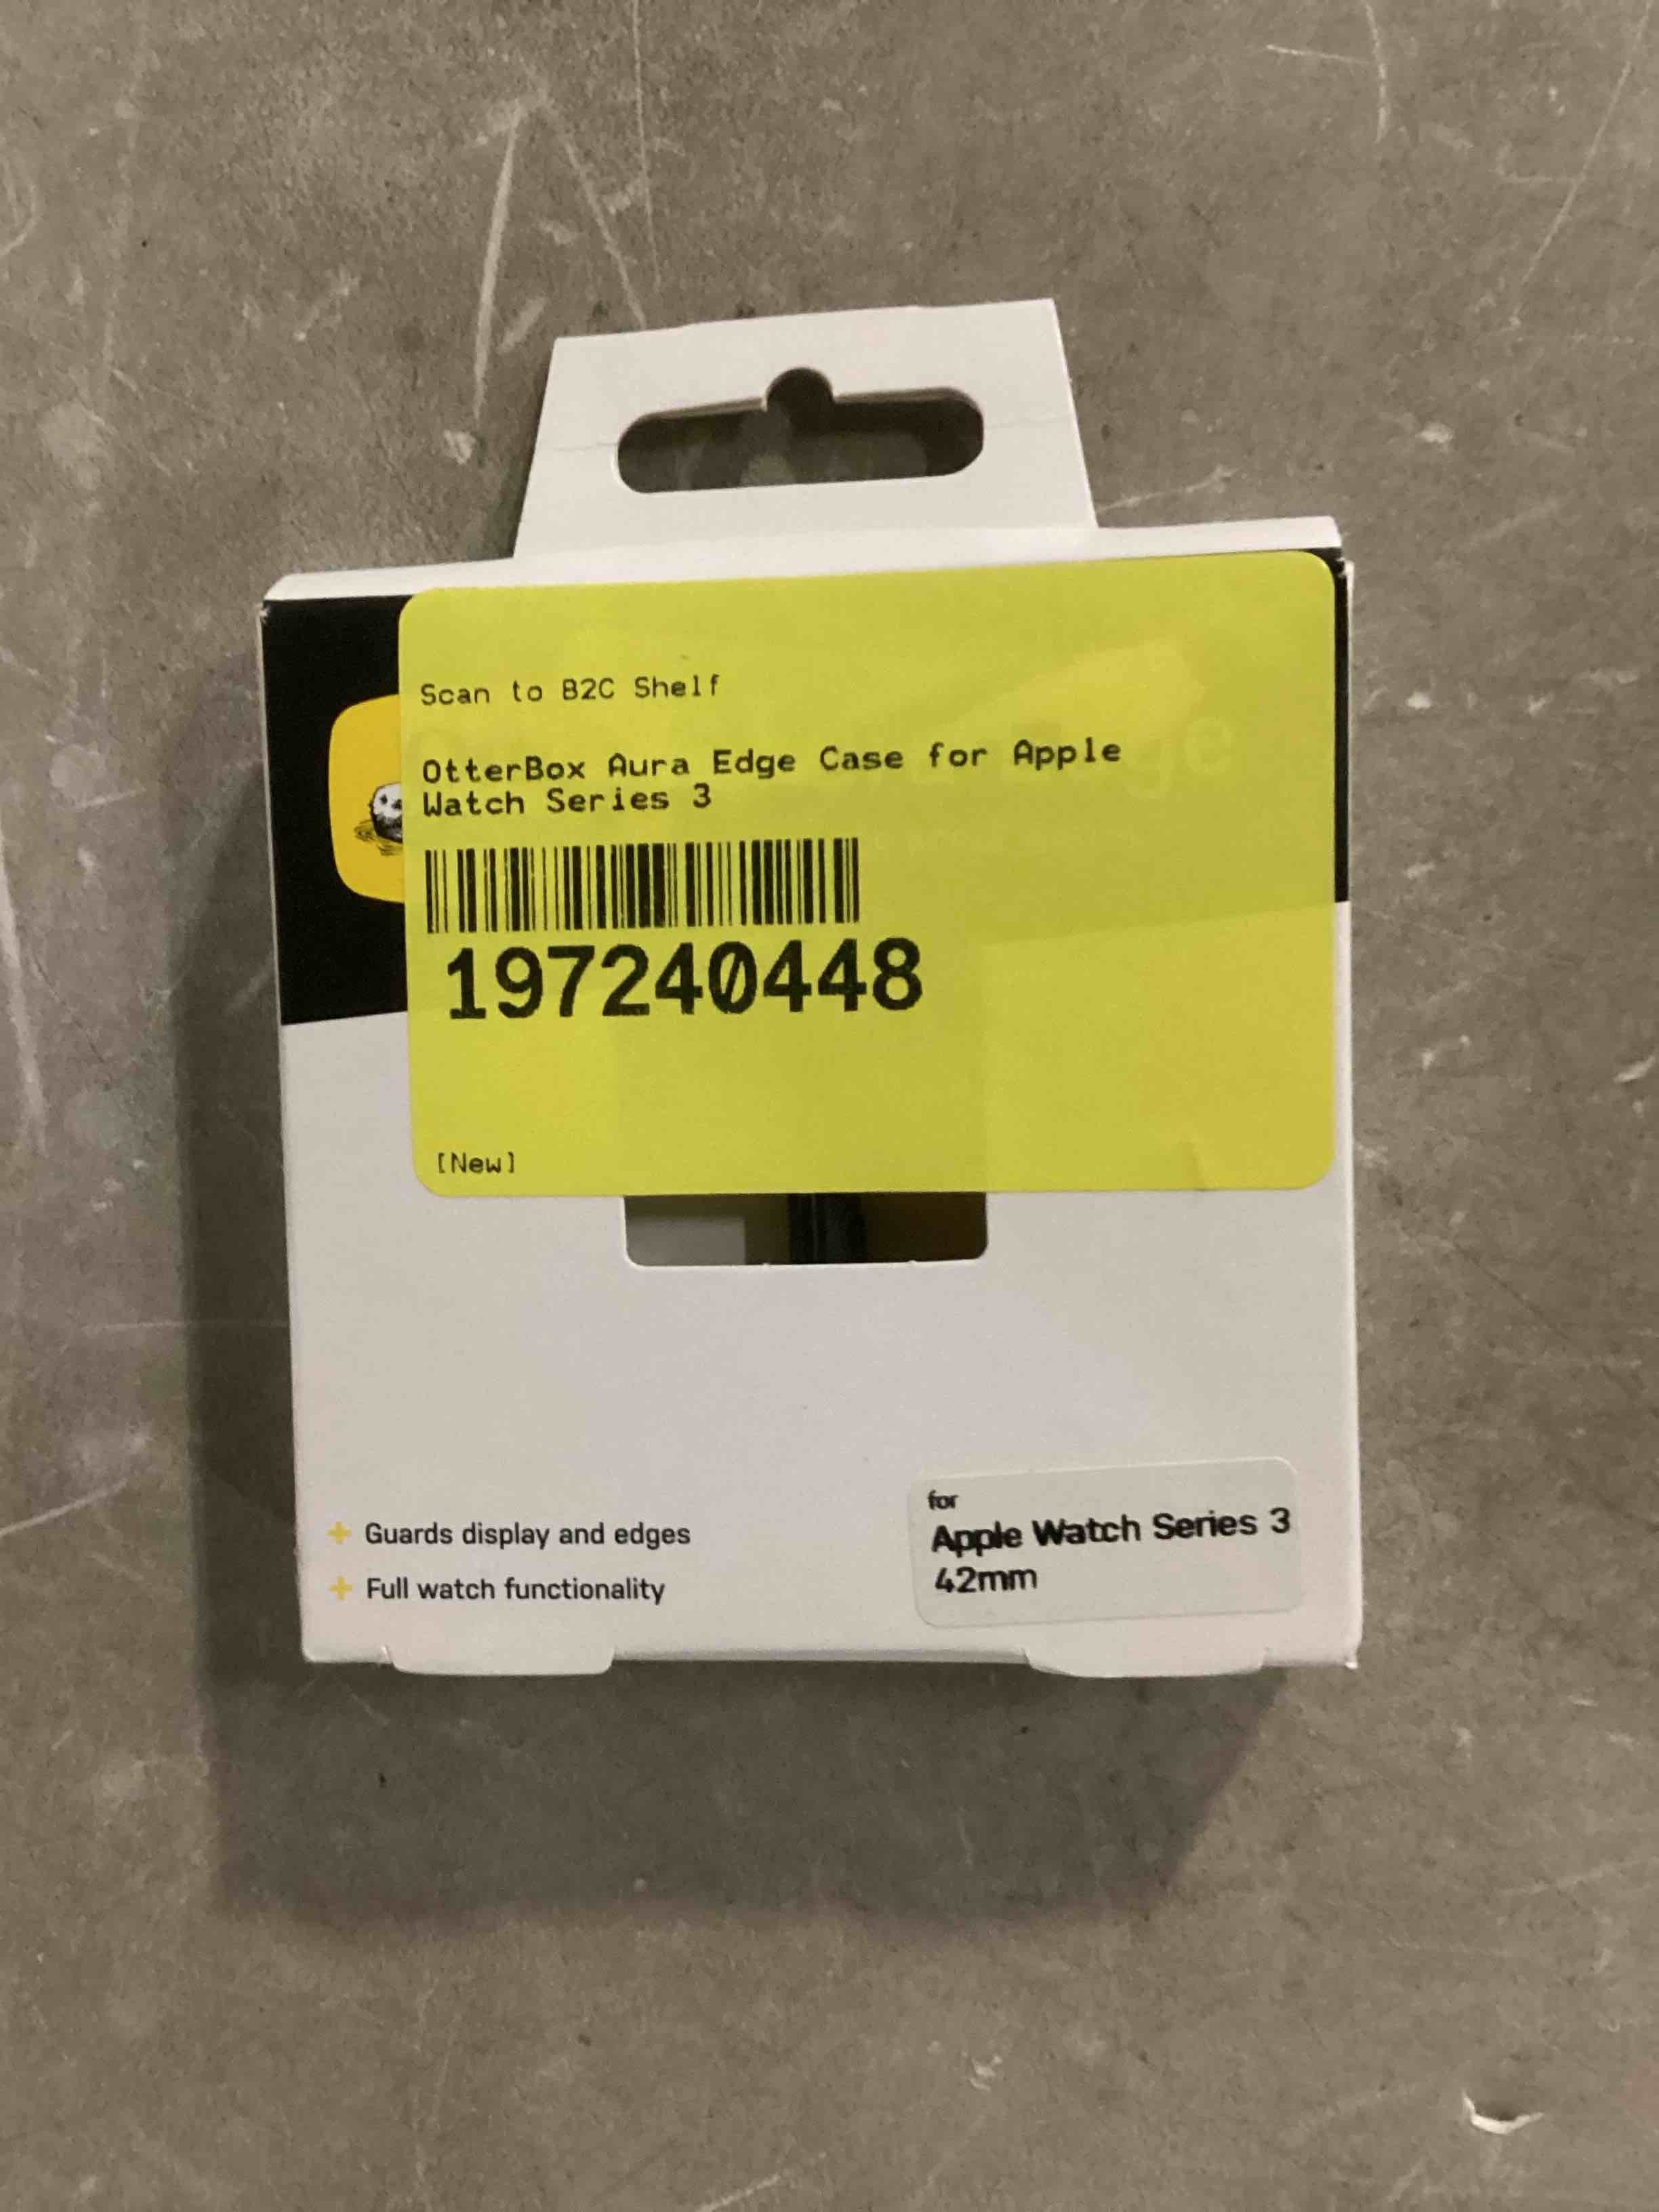 Scan to B2C Shelf
OtterBox Aura Edge Case for Apple
Watch Series 3
197240448
[New]
Guards display and edges
Full watch functionality
for
Apple Watch Series 3
42mm